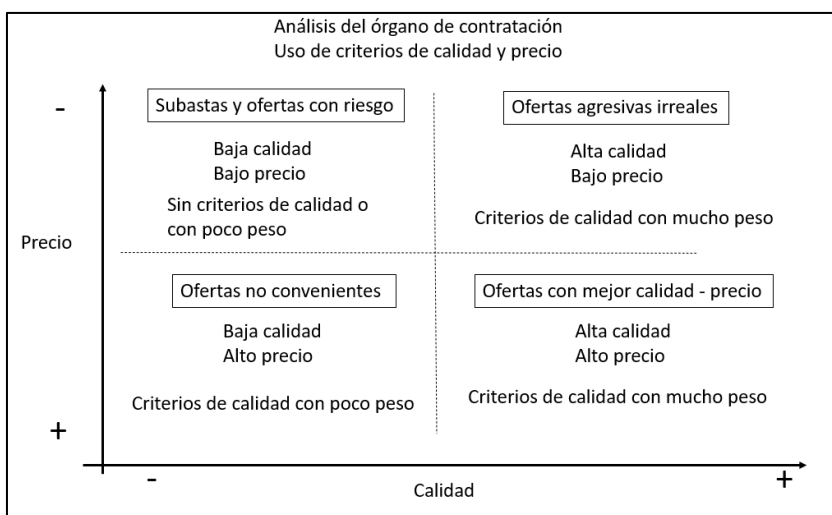 Análisis del órgano de contratación
Uso de criterios de calidad y precio
-
Subastas y ofertas con riesgo
Baja calidad
Bajo precio
Sin criterios de calidad o
con poco peso
Ofertas agresivas irreales
Alta calidad
Bajo precio
Criterios de calidad con mucho peso
Precio
Ofertas no convenientes
Baja calidad
Alto precio
Criterios de calidad con poco peso
Ofertas con mejor calidad - precio
Alta calidad
Alto precio
Criterios de calidad con mucho peso
+
-
Calidad
+